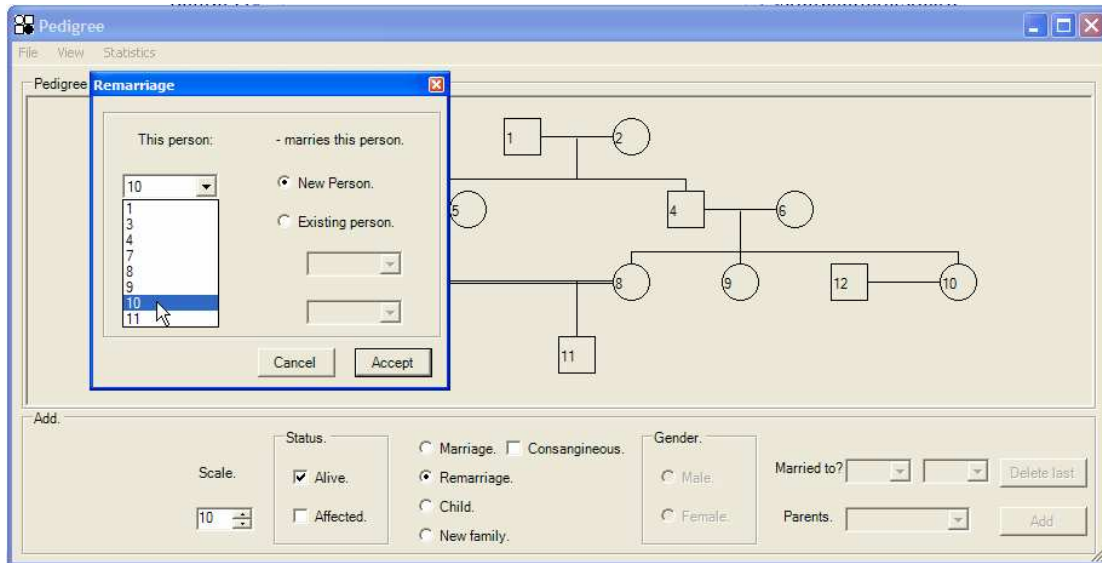 Pedigree
File View Statistics
Pedigree
Remarriage
This person:
- marries this person.
10
New Person.
Existing person.
1
3
4
7
8
9
10
11
Cancel Accept
1 2
5 4 6
8 9 12 10
11
Add.
Scale.
10
Status.
Alive.
Affected.
Marriage. Consangineous.
Remarriage.
Child.
New family.
Gender.
Male.
Female.
Married to?
Parents.
Delete last
Add